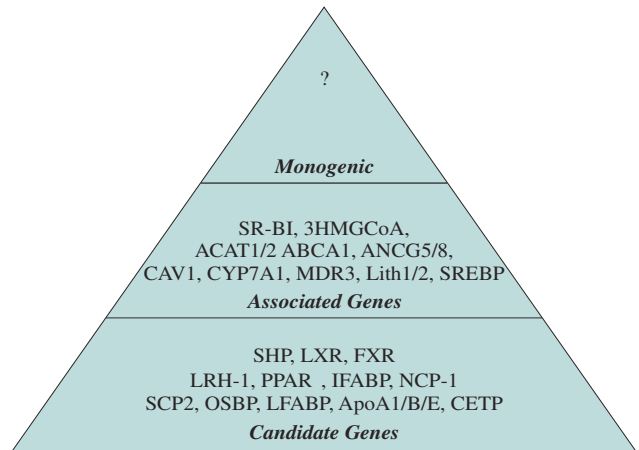 ?
Monogenic
SR-BI, 3HMGCoA,
ACAT1/2 ABCA1, ANCG5/8,
CAV1, CYP7A1, MDR3, Lith1/2, SREBP
Associated Genes
SHP, LXR, FXR
LRH-1, PPAR , IFABP, NCP-1
SCP2, OSBP, LFABP, ApoA1/B/E, CETP
Candidate Genes